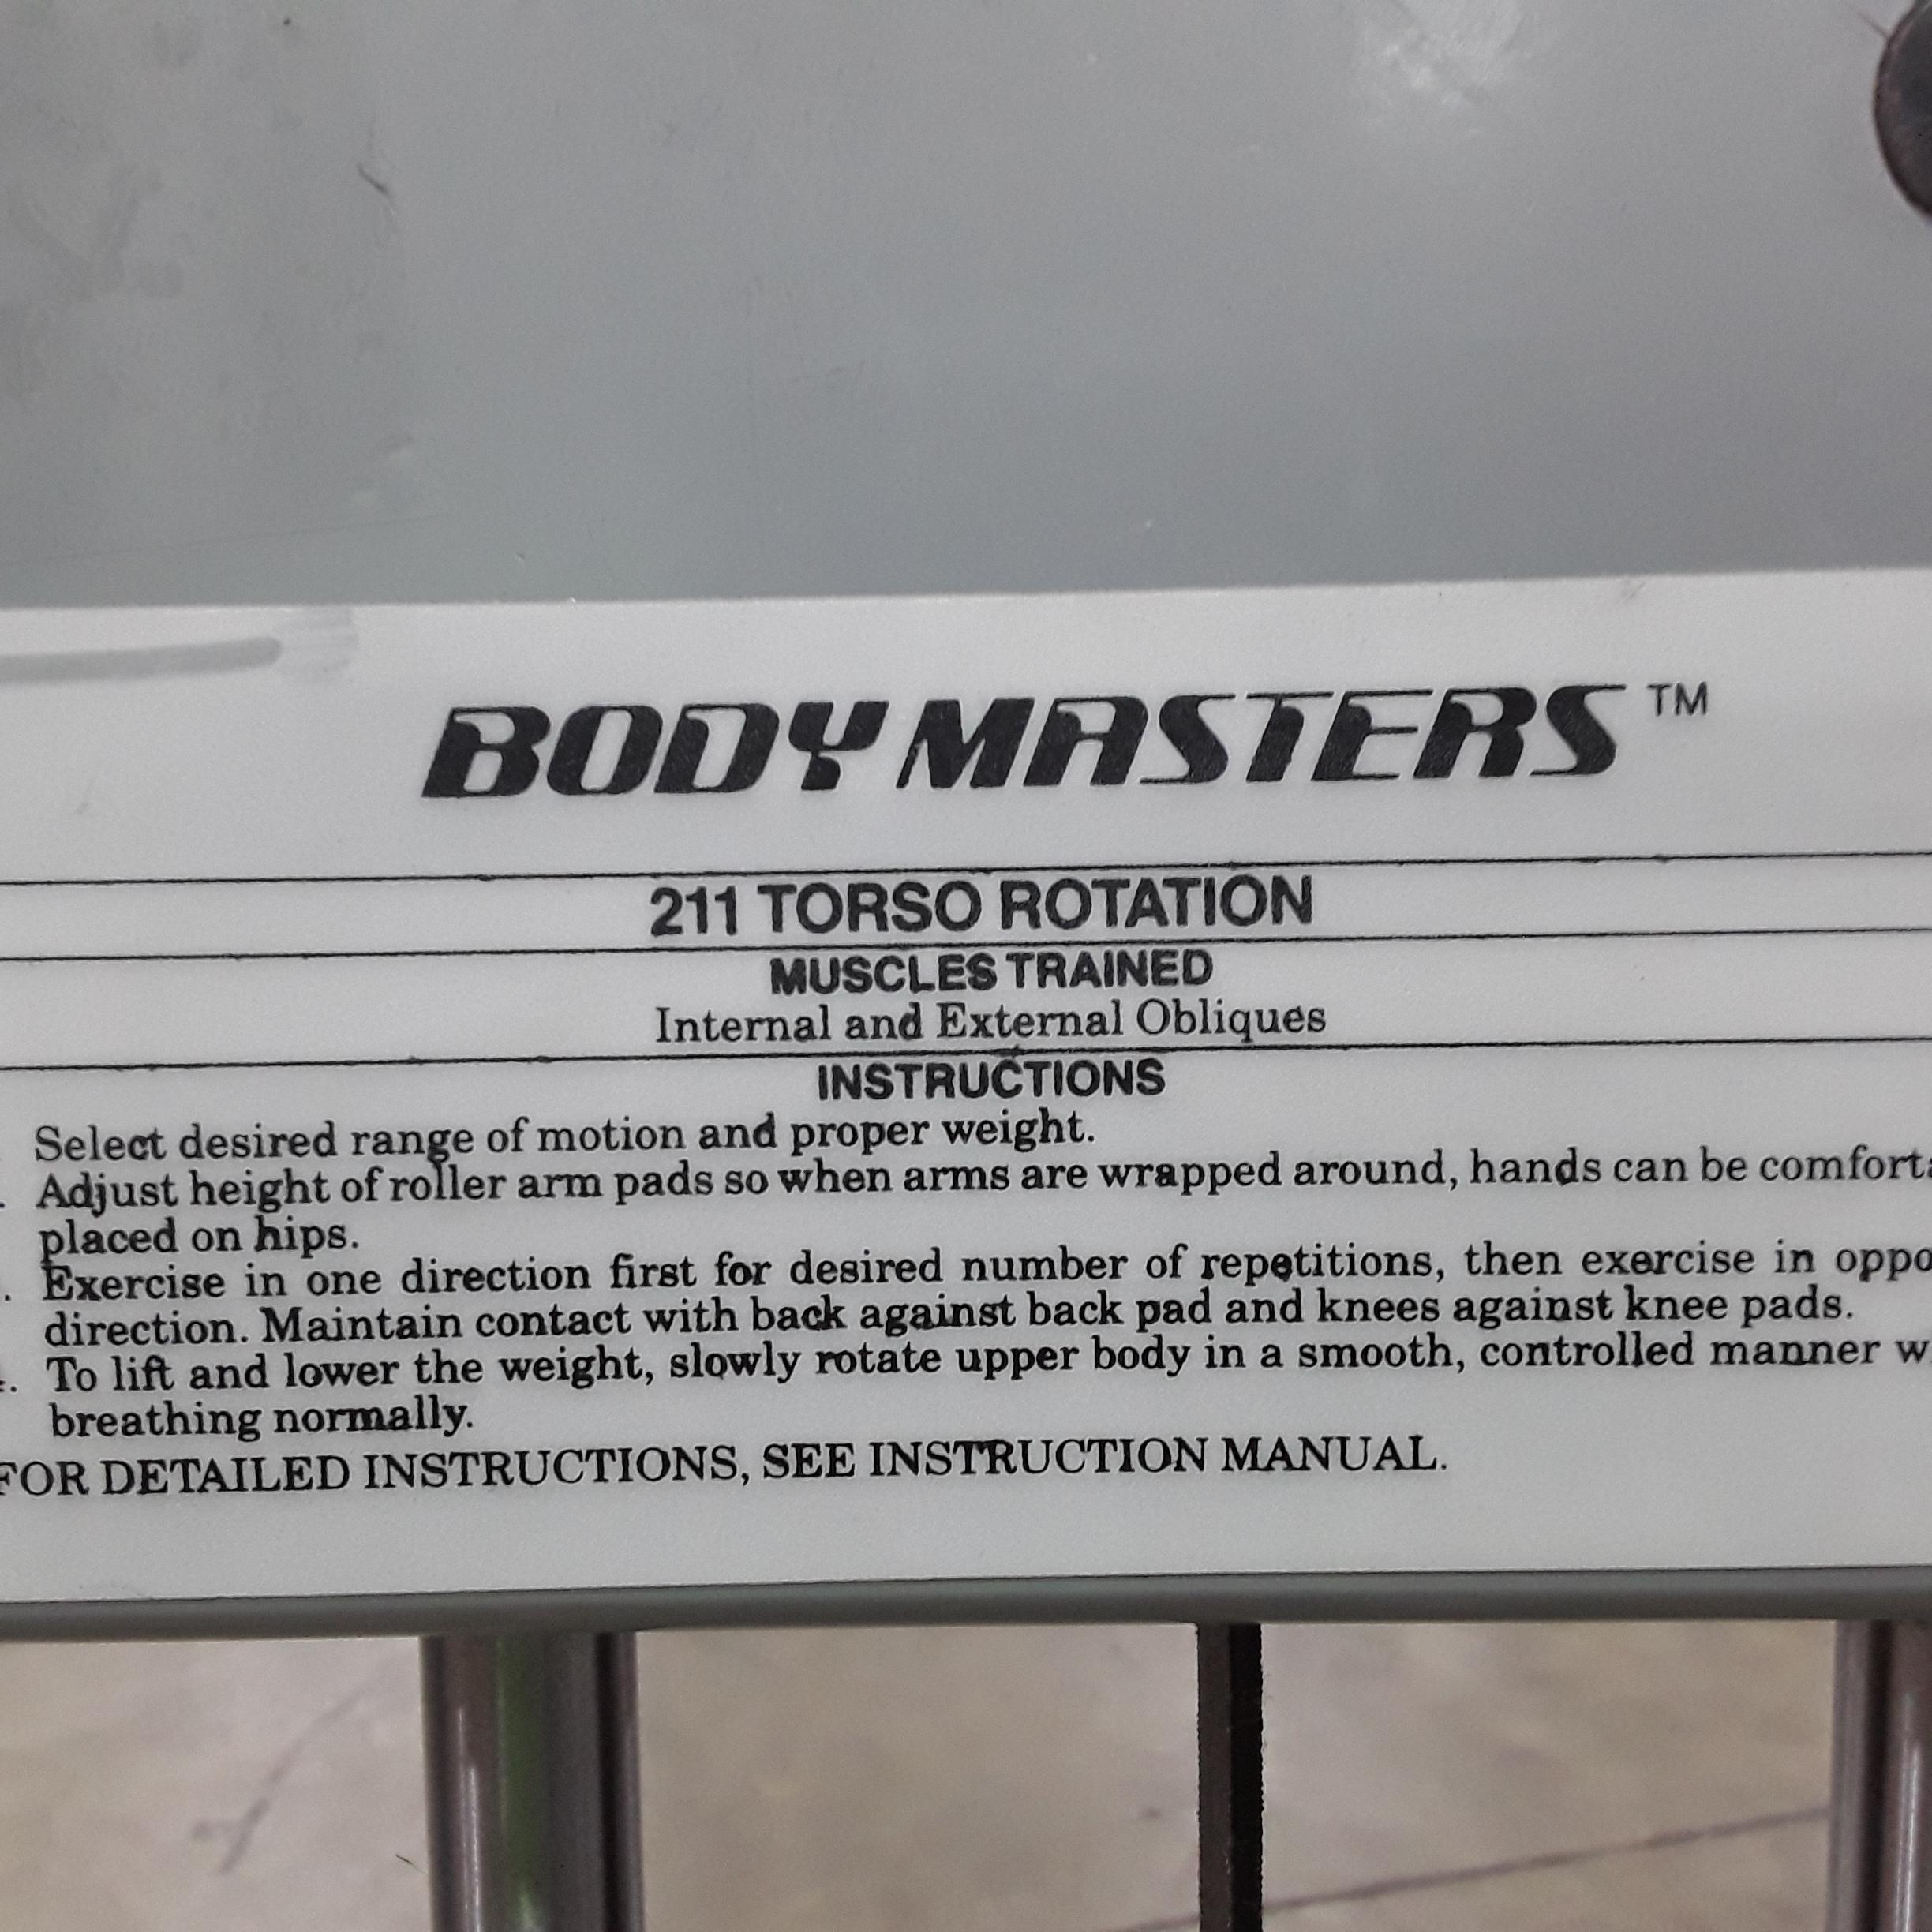 BODY MASTERS™
211 TORSO ROTATION
MUSCLES TRAINED
Internal and External Obliques
INSTRUCTIONS
Select desired range of motion and proper weight.
. Adjust height of roller arm pads so when arms are wrapped around, hands can be
placed on hips.
. Exercise in one direction first for desired number of repetitions, then exercise in
direction. Maintain contact with back against back pad and knees against knee pads.
. To lift and lower the weight, slowly rotate upper body in a smooth, controlled manner
breathing normally.
FOR DETAILED INSTRUCTIONS, SEE INSTRUCTION MANUAL.